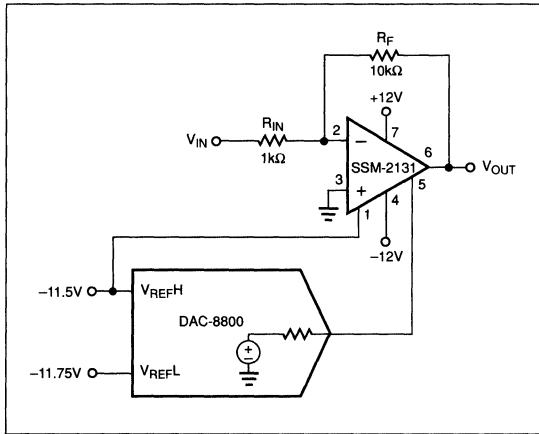 R_F
10kΩ
+12V
R_IN
V_IN
1kΩ
2
−
7
6
SSM-2131
V_OUT
3
+
1
4
5
−12V
−11.5V
V_REFH
DAC-8800
+
−
−11.75V
V_REFL